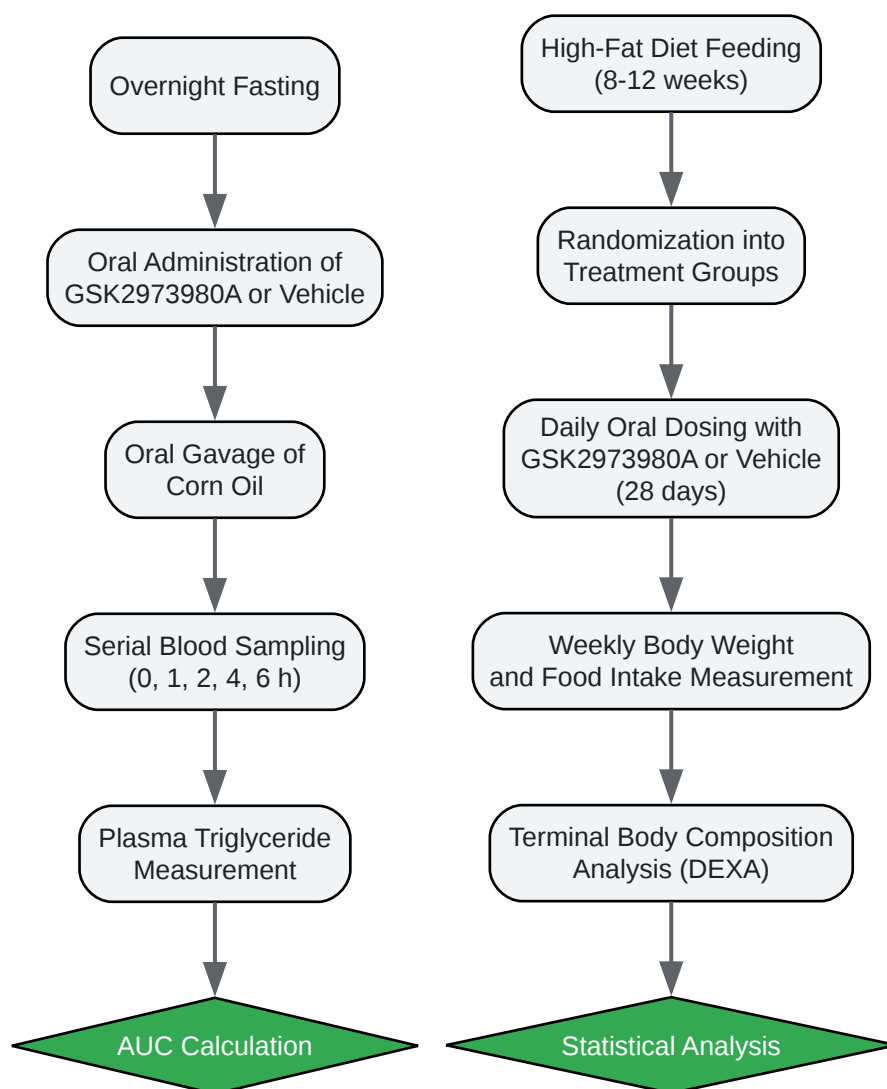 Overnight Fasting
Oral Administration of
GSK2973980A or Vehicle
Oral Gavage of
Corn Oil
Serial Blood Sampling
(0, 1, 2, 4, 6 h)
Plasma Triglyceride
Measurement
AUC Calculation
High-Fat Diet Feeding
(8-12 weeks)
Randomization into
Treatment Groups
Daily Oral Dosing with
GSK2973980A or Vehicle
(28 days)
Weekly Body Weight
and Food Intake Measurement
Terminal Body Composition
Analysis (DEXA)
Statistical Analysis